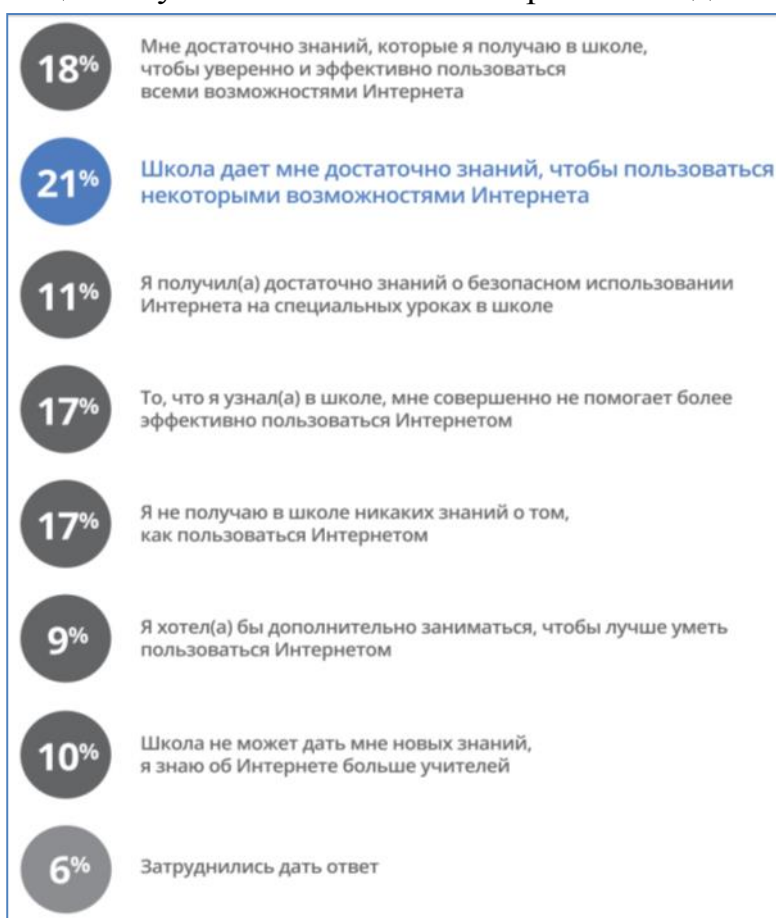 18%
Мне достаточно знаний, которые я получаю в школе,
чтобы уверенно и эффективно пользоваться
всеми возможностями Интернета
21%
Школа дает мне достаточно знаний, чтобы пользоваться
некоторыми возможностями Интернета
11%
Я получил(а) достаточно знаний о безопасном использовании
Интернета на специальных уроках в школе
17%
То, что я узнал(а) в школе, мне совершенно не помогает более
эффективно пользоваться Интернетом
17%
Я не получаю в школе никаких знаний о том,
как пользоваться Интернетом
9%
Я хотел(а) бы дополнительно заниматься, чтобы лучше уметь
пользоваться Интернетом
10%
Школа не может дать мне новых знаний,
я знаю об Интернете больше учителей
6%
Затруднились дать ответ